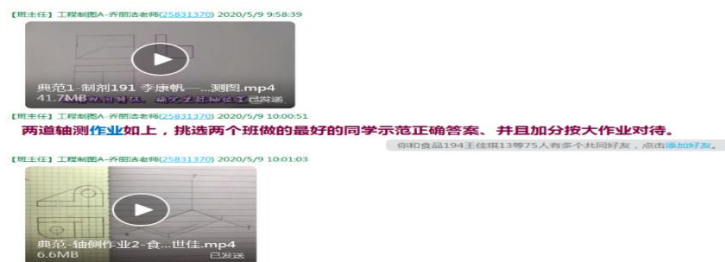 【班主任】工程制图A-乔丽洁老师(25831370) 2020/5/9 9:58:39
典范1-制剂191 李康帆—...测图.mp4
41.7MB
已发送
【班主任】工程制图A-乔丽洁老师(25831370) 2020/5/9 10:00:51
两道轴测作业如上，挑选两个班做的最好的同学示范正确答案、并且加分按大作业对待。
你和食品194王佳琪13等75人有多个共同好友，点击添加好友。
【班主任】工程制图A-乔丽洁老师(25831370) 2020/5/9 10:01:03
典范-轴侧作业2-食...世佳.mp4
6.6MB
已发送